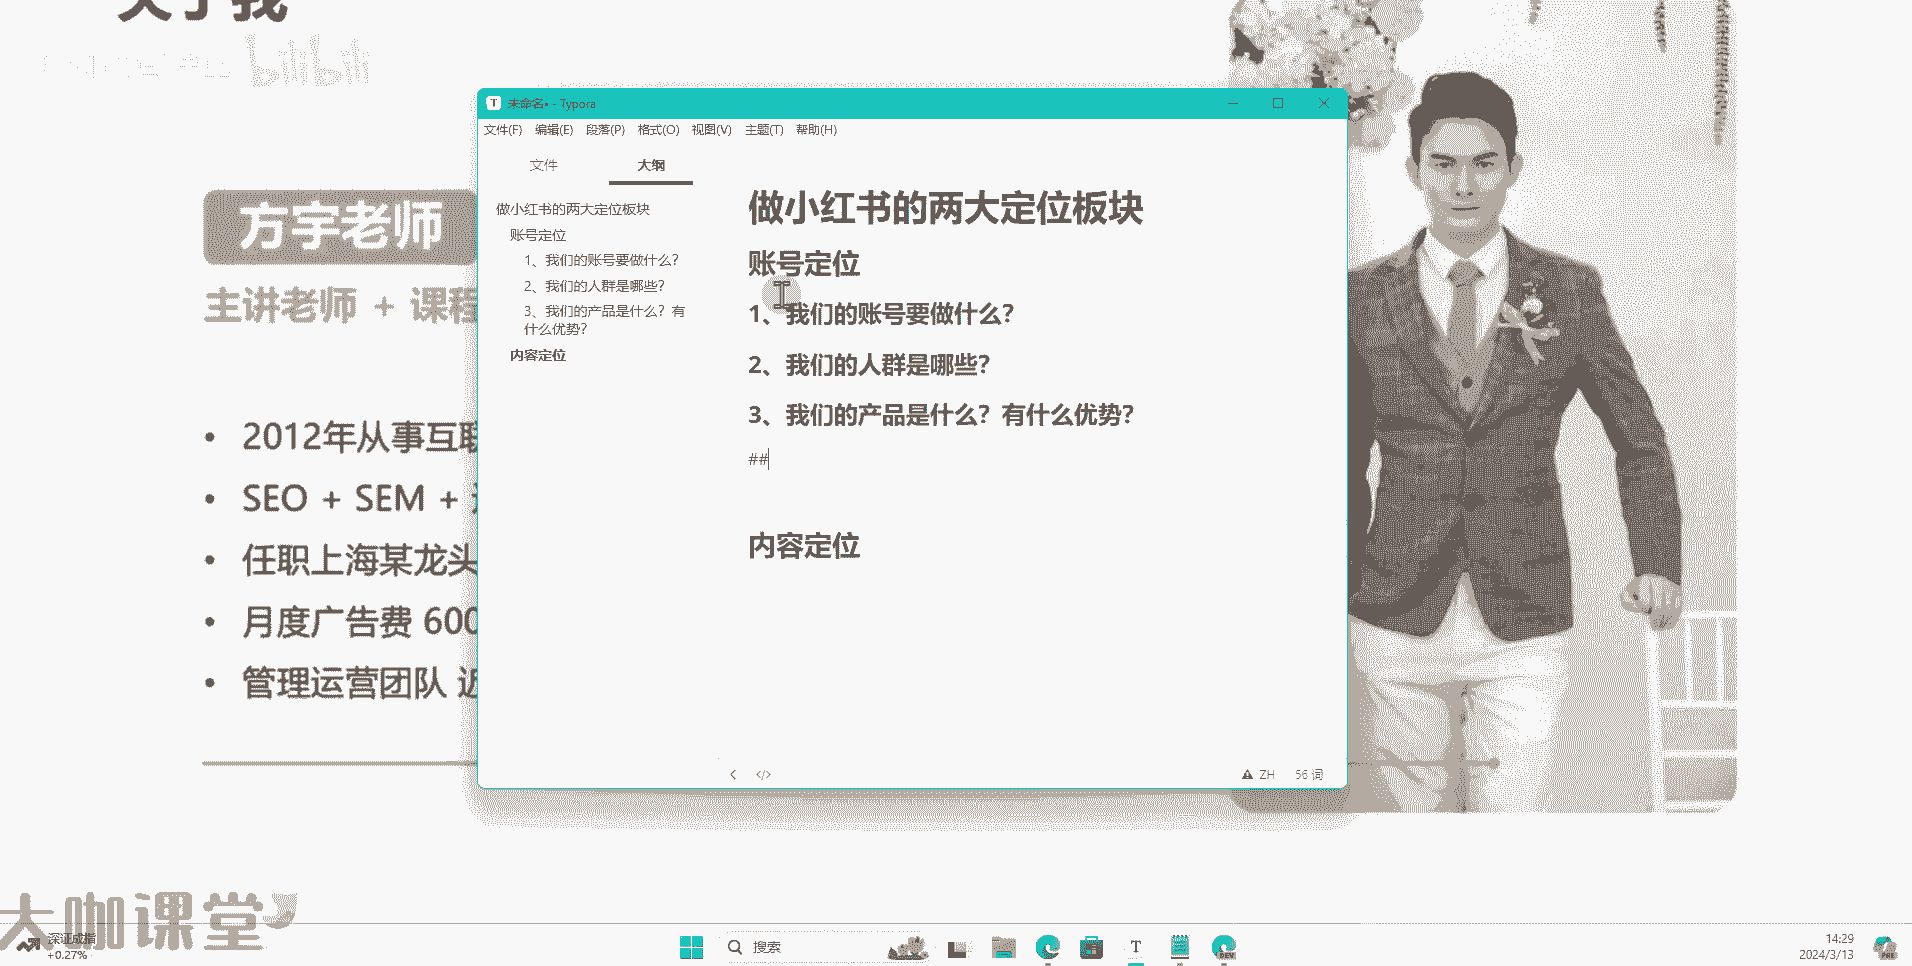 关于我
bilibili
方宇老师
主讲老师 + 课程
2012年从事互联
SEO + SEM +
任职上海某龙头
月度广告费 600
管理运营团队 近
T 未命名• - Typora
文件(F) 编辑(E) 段落(P) 格式(O) 视图(V) 主题(T) 帮助(H)
文件 大纲
做小红书的两大定位板块
账号定位
1、我们的账号要做什么?
2、我们的人群是哪些?
3、我们的产品是什么? 有
什么优势?
内容定位
做小红书的两大定位板块
账号定位
1、我们的账号要做什么?
2、我们的人群是哪些?
3、我们的产品是什么? 有什么优势?
##
内容定位
</> ZH 56 词
大咖课堂
深证成指
+0.27%
搜索
T
DEV
14:29
2024/3/13
PRE